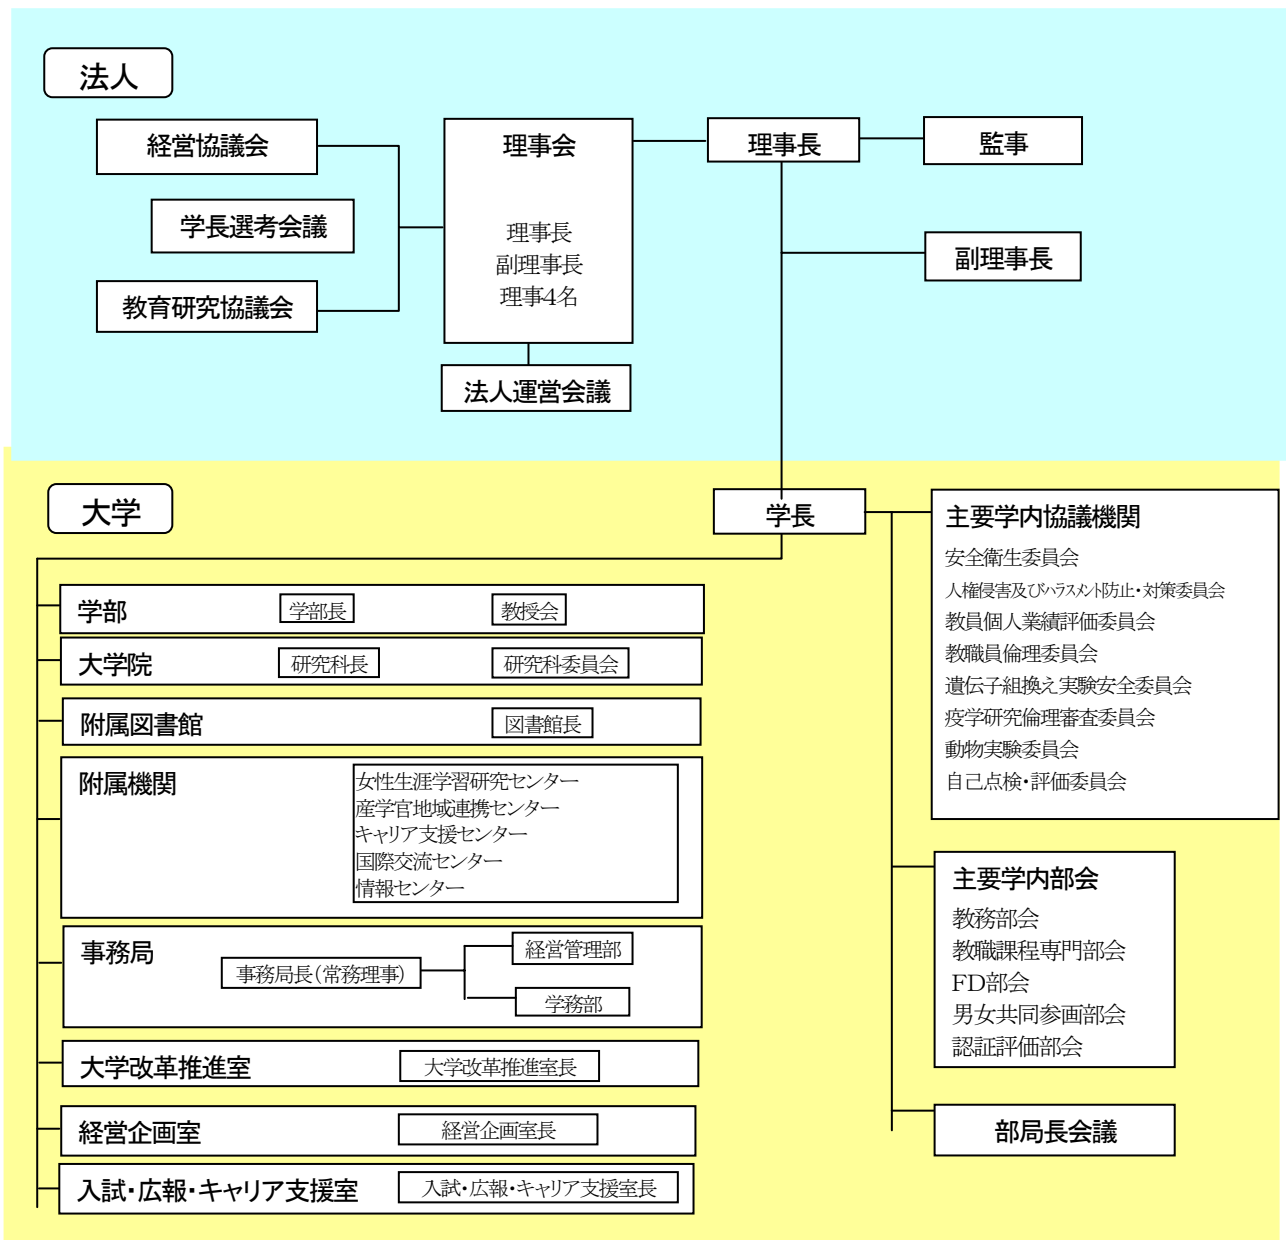 法人
経営協議会
学長選考会議
教育研究協議会
理事会
理事長
副理事長
理事4名
法人運営会議
理事長
監事
副理事長
大学
学長
主要学内協議機関
安全衛生委員会
人権侵害及びハラスメント防止・対策委員会
教員個人業績評価委員会
教職員倫理委員会
遺伝子組換え実験安全委員会
疫学研究倫理審査委員会
動物実験委員会
自己点検・評価委員会
主要学内部会
教務部会
教職課程専門部会
FD部会
男女共同参画部会
認証評価部会
部局長会議
学部 学部長 教授会
大学院 研究科長 研究科委員会
附属図書館 図書館長
附属機関
女性生涯学習研究センター
産学官地域連携センター
キャリア支援センター
国際交流センター
情報センター
事務局
事務局長(常務理事)
経営管理部
学務部
大学改革推進室 大学改革推進室長
経営企画室 経営企画室長
入試・広報・キャリア支援室 入試・広報・キャリア支援室長